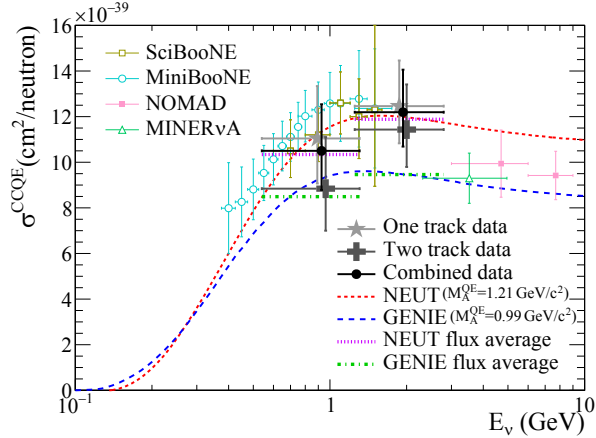 ×10⁻³⁹
σ^CCQE (cm²/neutron)
16
14
12
10
8
6
4
2
0
SciBooNE
MiniBooNE
NOMAD
MINERνA
One track data
Two track data
Combined data
NEUT (M_A^QE=1.21 GeV/c²)
GENIE (M_A^QE=0.99 GeV/c²)
NEUT flux average
GENIE flux average
10⁻¹ 1 10
E_ν (GeV)